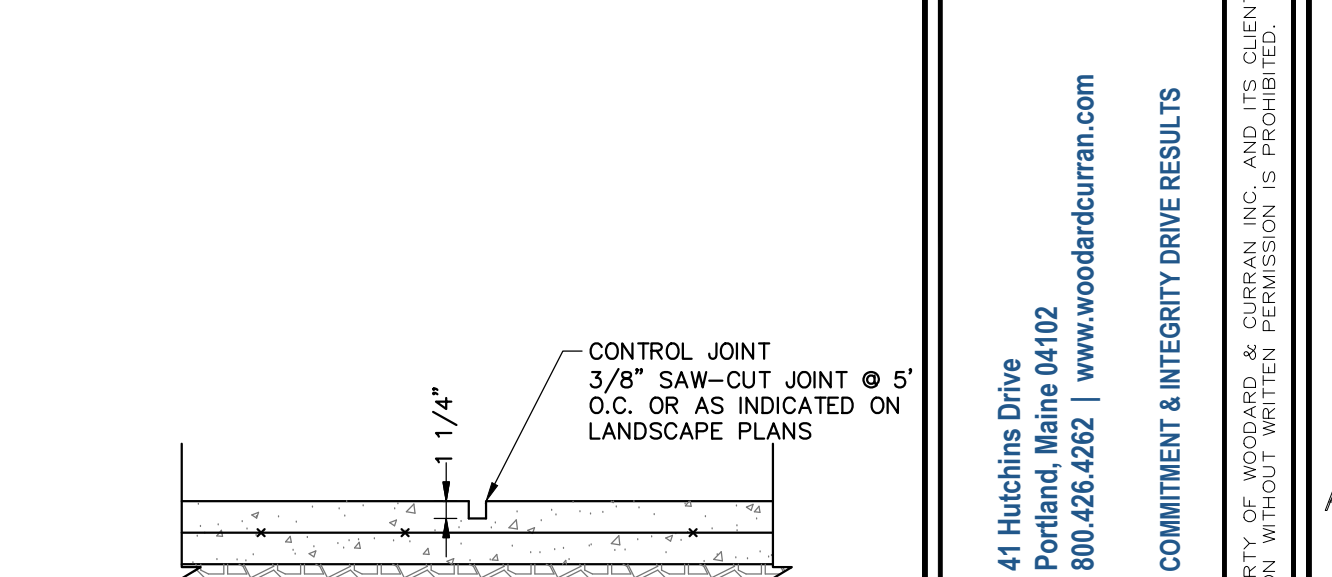 CONTROL JOINT
3/8" SAW-CUT JOINT @ 5'
O.C. OR AS INDICATED ON
LANDSCAPE PLANS
1 1/4"
41 Hutchins Drive
Portland, Maine 04102
800.426.4262 | www.woodardcurran.com
COMMITMENT & INTEGRITY DRIVE RESULTS
OF WOODARD & CURRAN INC. AND ITS CLIENT
WITHOUT WRITTEN PERMISSION IS PROHIBITED.